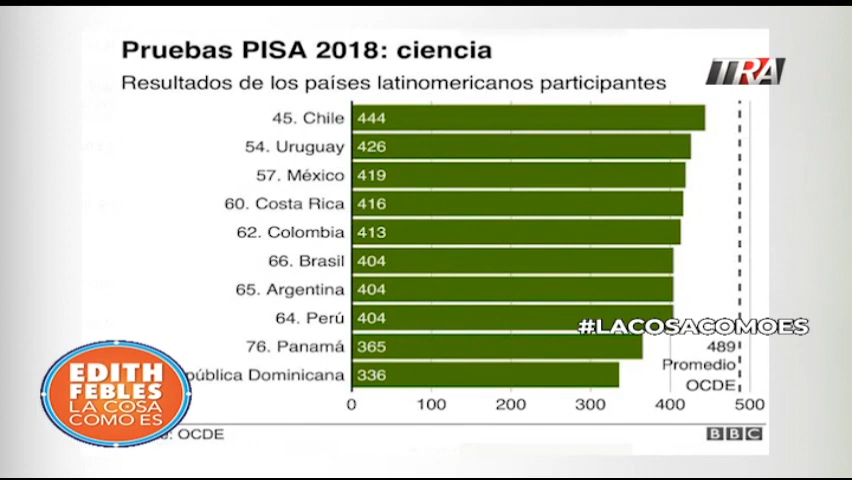 Pruebas PISA 2018: ciencia
TRA
Resultados de los países latinomericanos participantes
45. Chile 444
54. Uruguay 426
57. México 419
60. Costa Rica 416
62. Colombia 413
66. Brasil 404
65. Argentina 404
64. Perú 404
#LACOSACOMOES
76. Panamá 365
489
Promedio
OCDE
pública Dominicana 336
0 100 200 300 400 500
EDITH
FEBLES
LA COSA
COMO ES
: OCDE
BBC